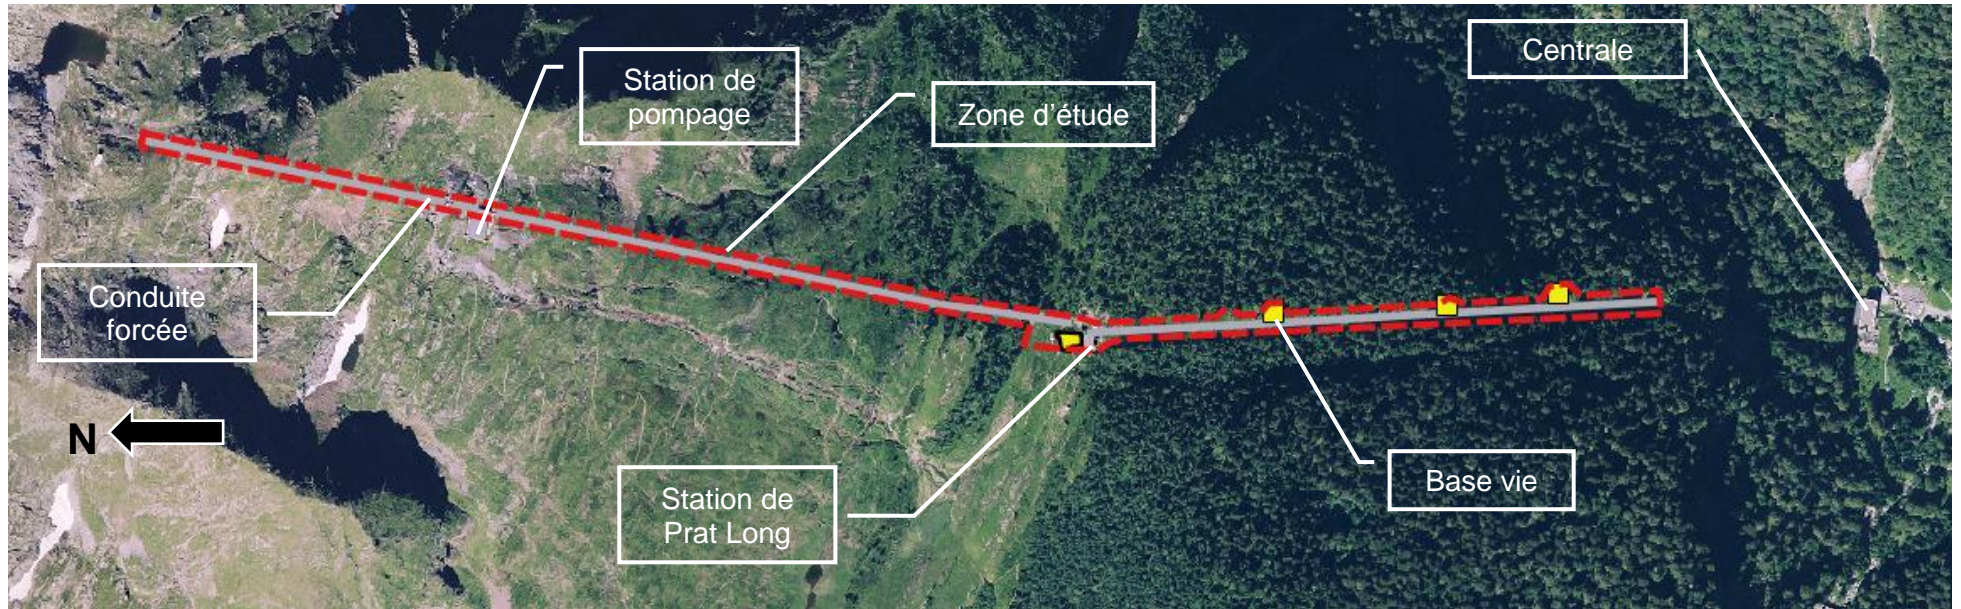 Station de
pompage
Zone d'étude
Centrale
Conduite
forcée
N
Station de
Prat Long
Base vie